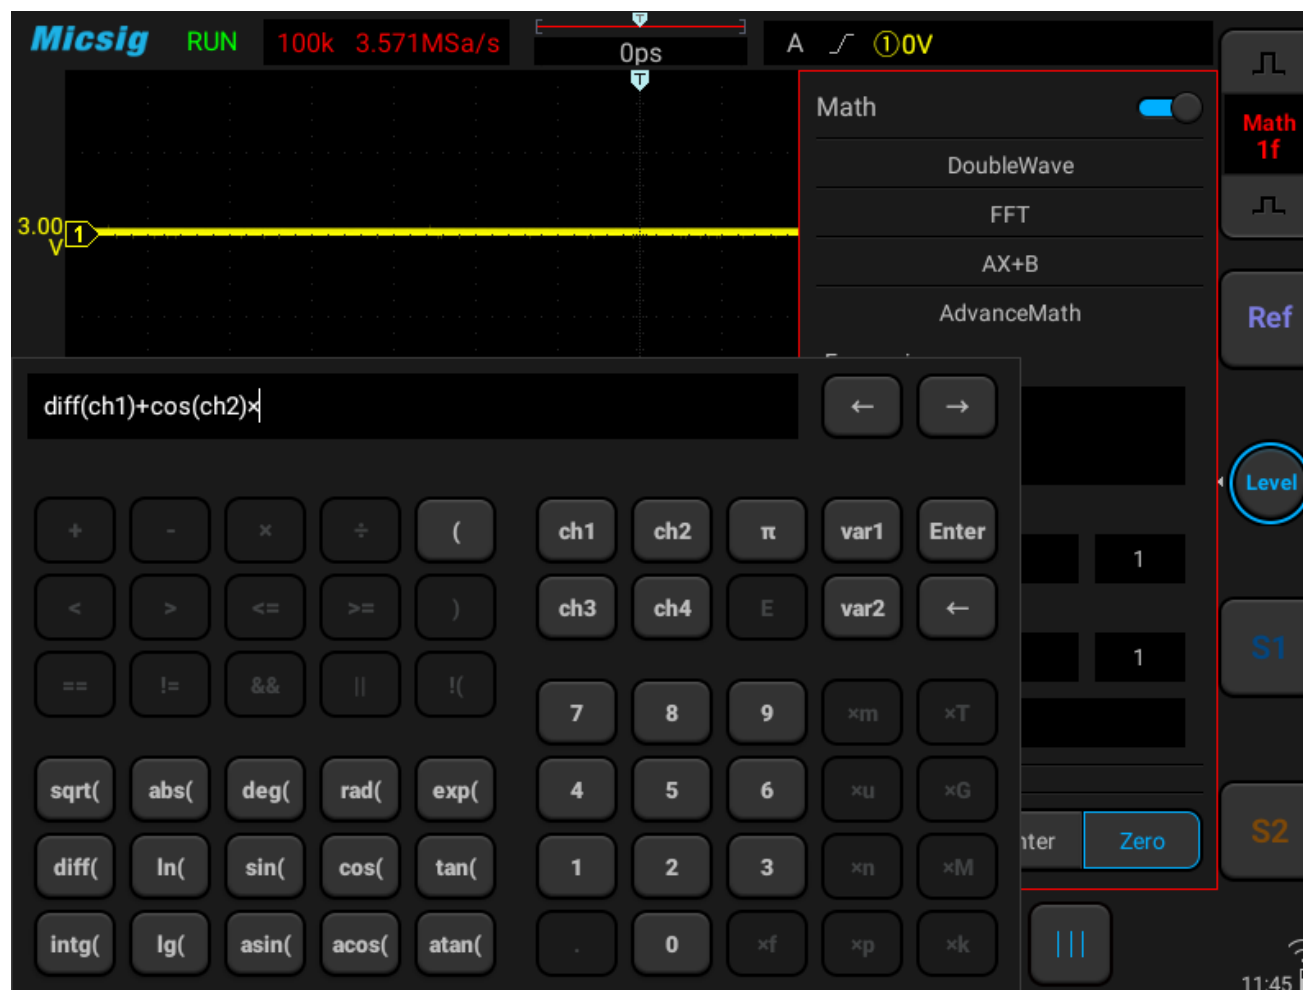 Micsig RUN 100k 3.571MSa/s 0ps A ①0V
T
T
Math
Math
1f
DoubleWave
FFT
AX+B
AdvanceMath
3.00
V
1
Ref
diff(ch1)+cos(ch2)×
← →
Level
+ - × ÷ ( ch1 ch2 π var1 Enter
1
< > <= >= ) ch3 ch4 E var2 ←
== != && || !(
1
S1
7 8 9 ×m ×T
sqrt( abs( deg( rad( exp( 4 5 6 ×u ×G
diff( ln( sin( cos( tan( 1 2 3 ×n ×M
nter Zero
S2
intg( lg( asin( acos( atan( . 0 ×f ×p ×k
11:45